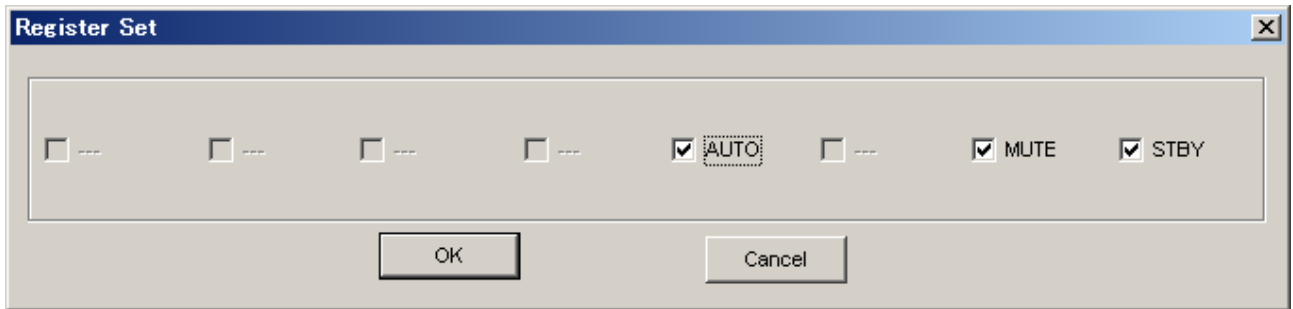 Register Set
--- --- --- --- AUTO --- MUTE STBY
OK Cancel